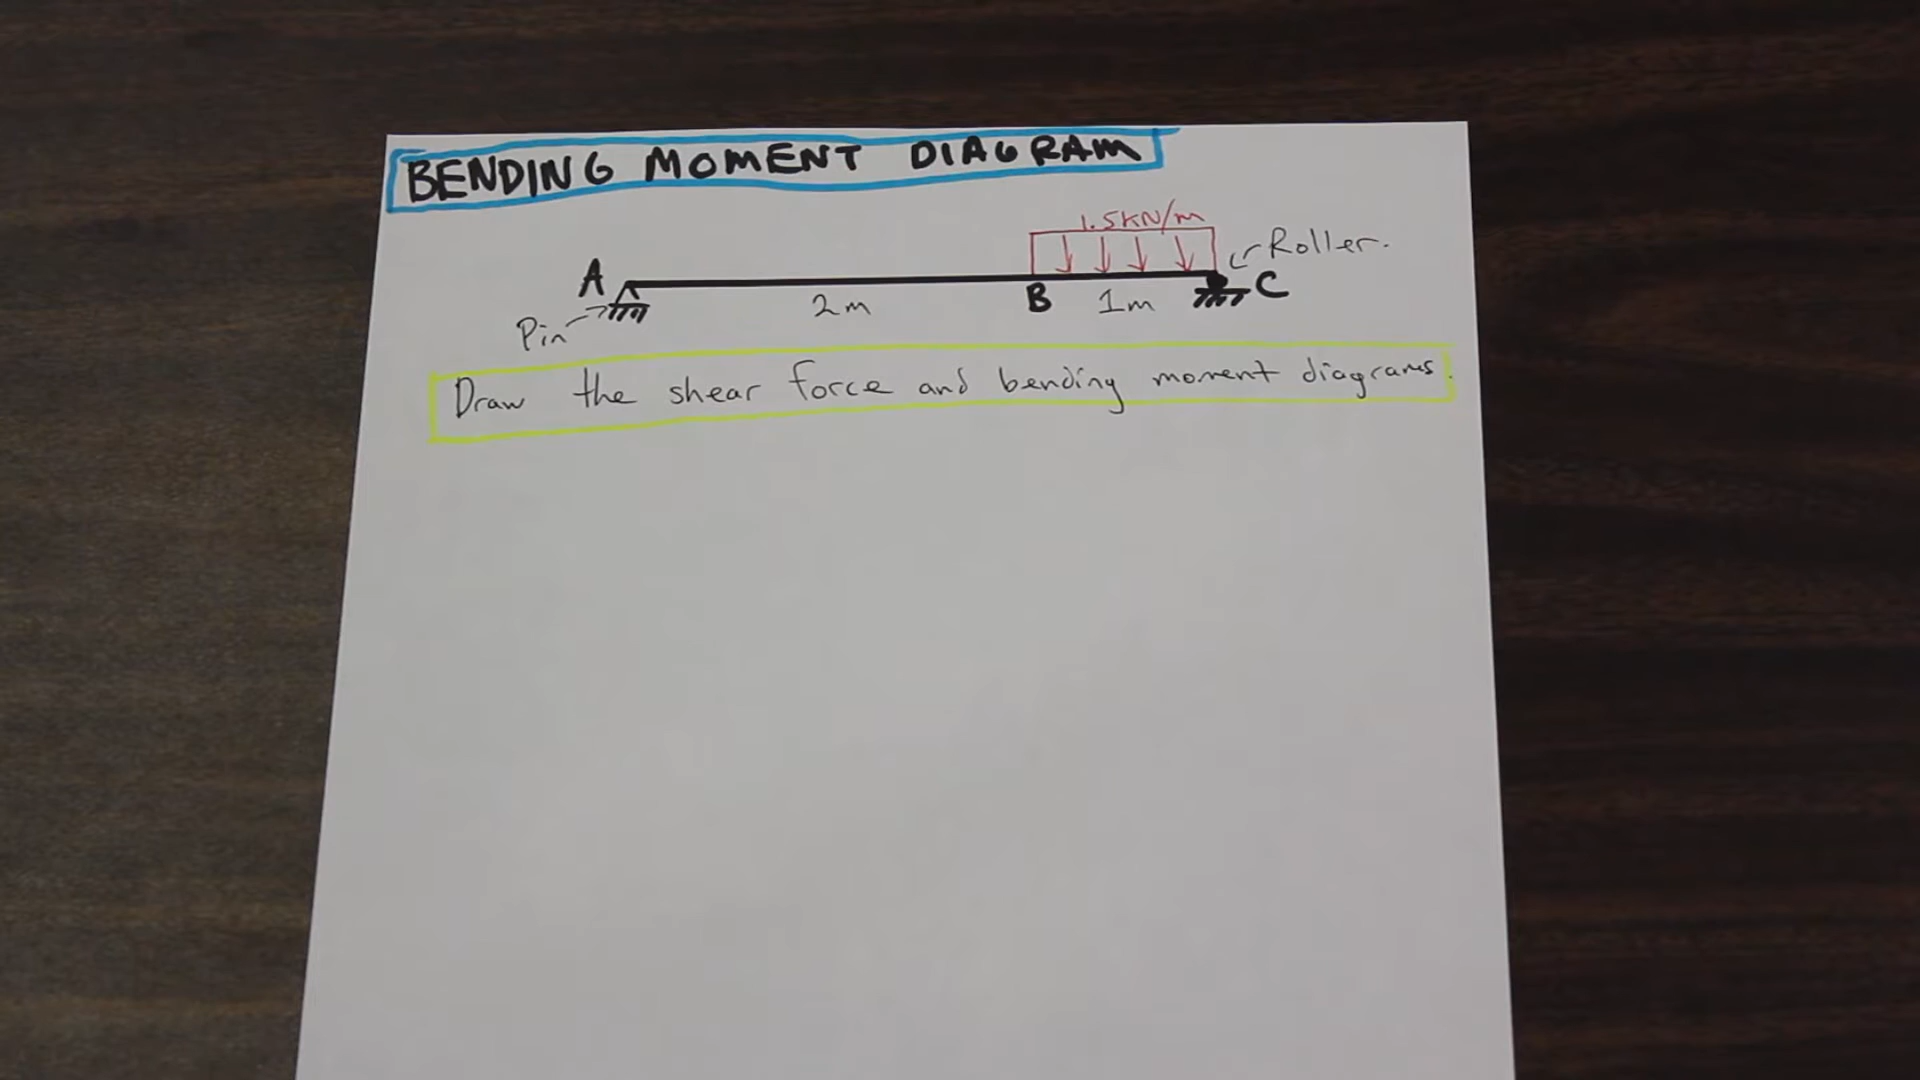 BENDING MOMENT DIAGRAM
1.5KN/m
Roller.
A
2m
B
1m
C
Pin
Draw the shear force and bending moment diagrams.